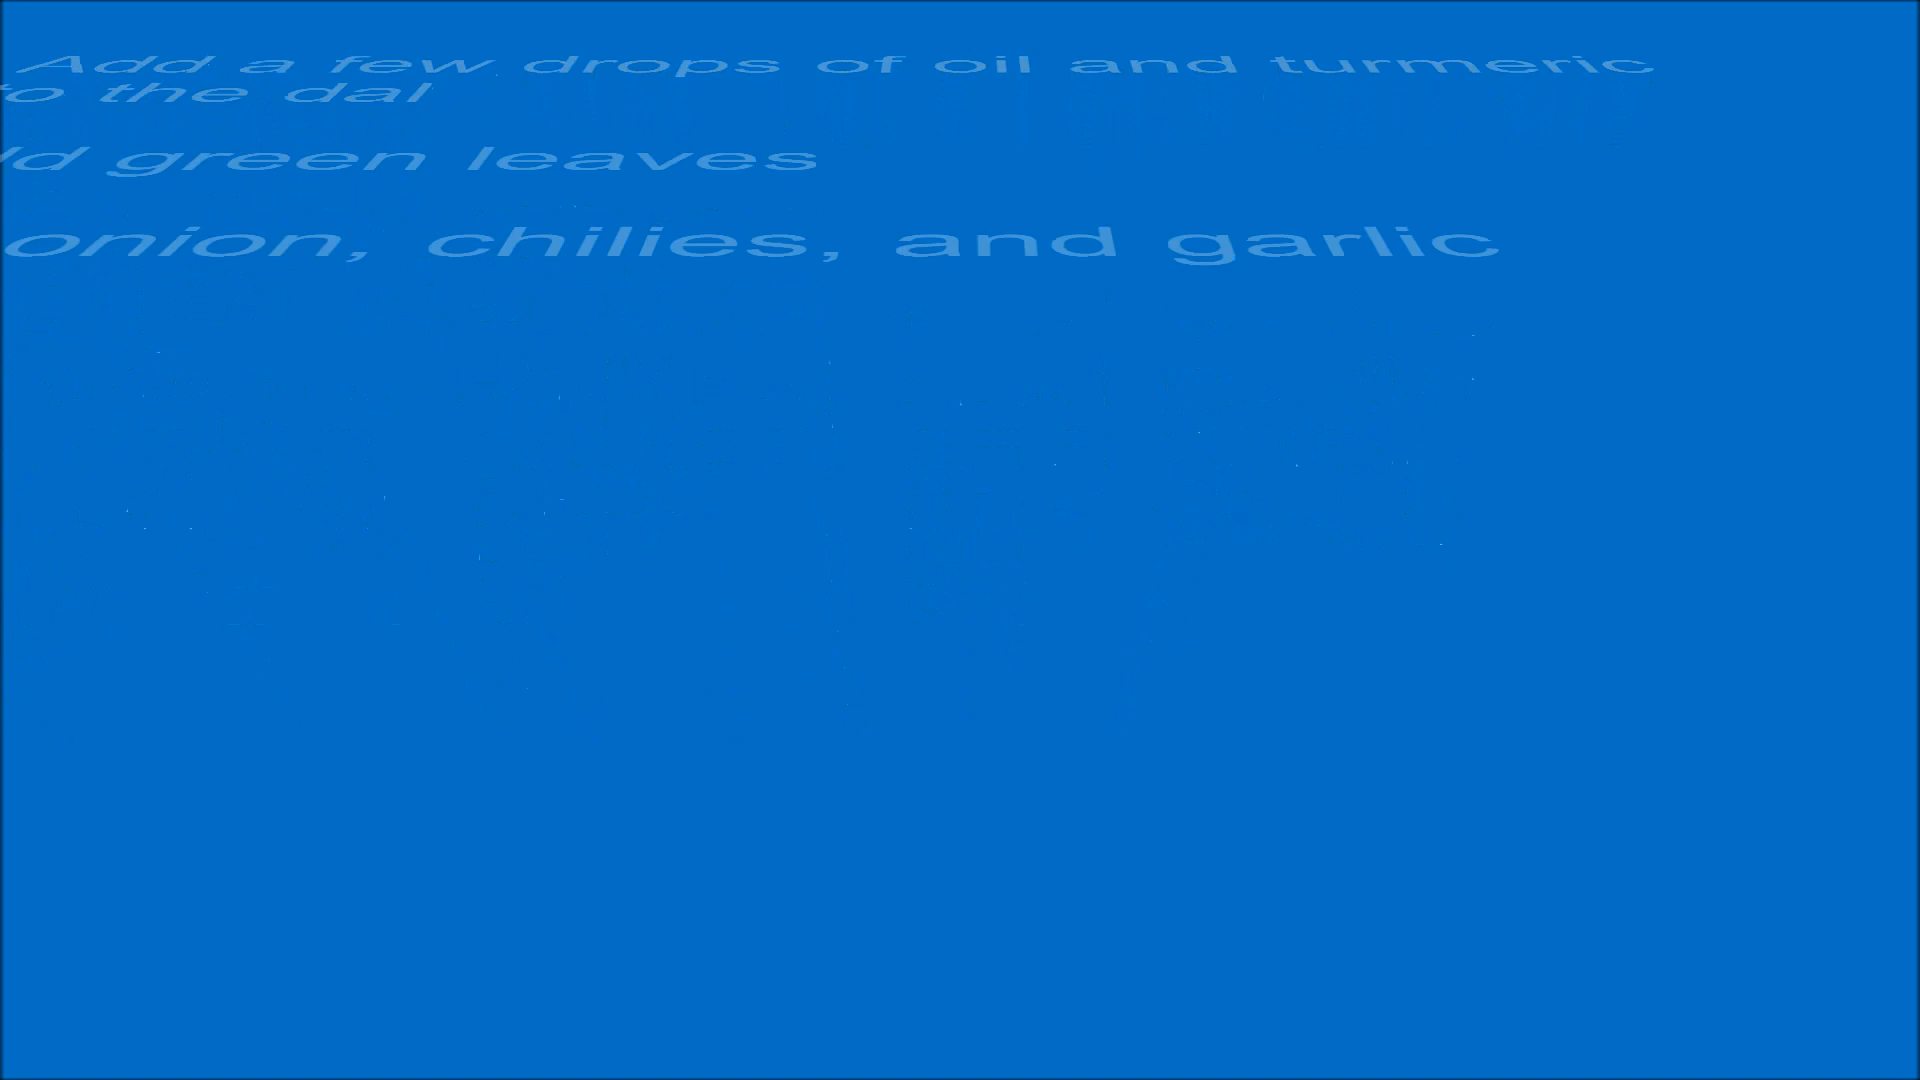 Add a few drops of oil and turmeric
to the dal
green leaves
onion, chilies, and garlic